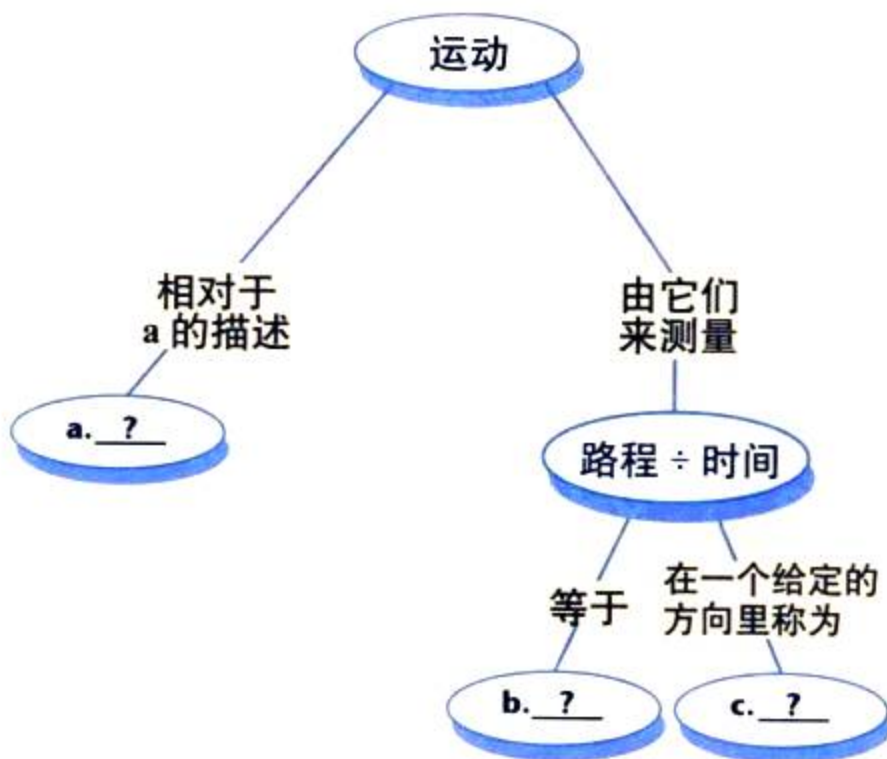 运动
相对于
a 的描述
由它们
来测量
a. ?
路程 ÷ 时间
等于
在一个给定的
方向里称为
b. ?
c. ?